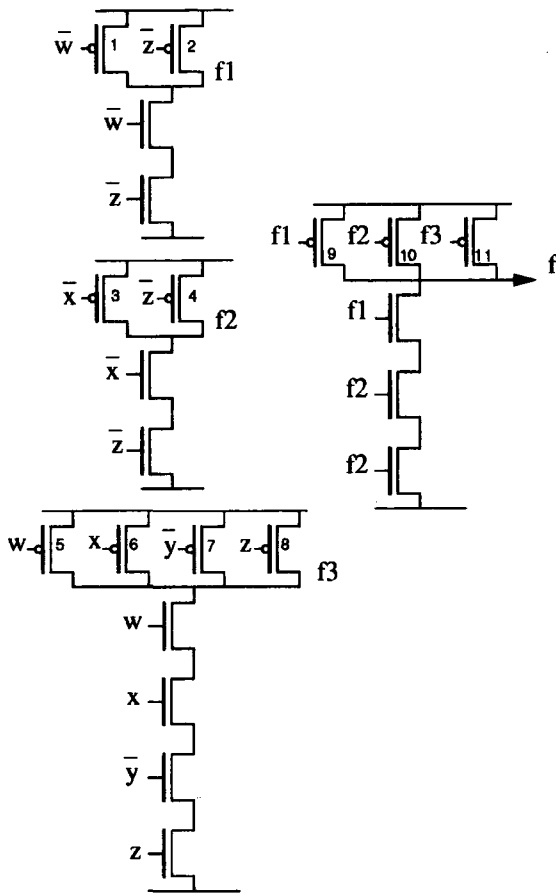 w̅ 1 z̅ 2 f1
w̅
z̅
x̅ 3 z̅ 4 f2
x̅
z̅
w 5 x 6 y̅ 7 z 8 f3
w
x
y̅
z
f1 9 f2 10 f3 11 f
f1
f2
f2